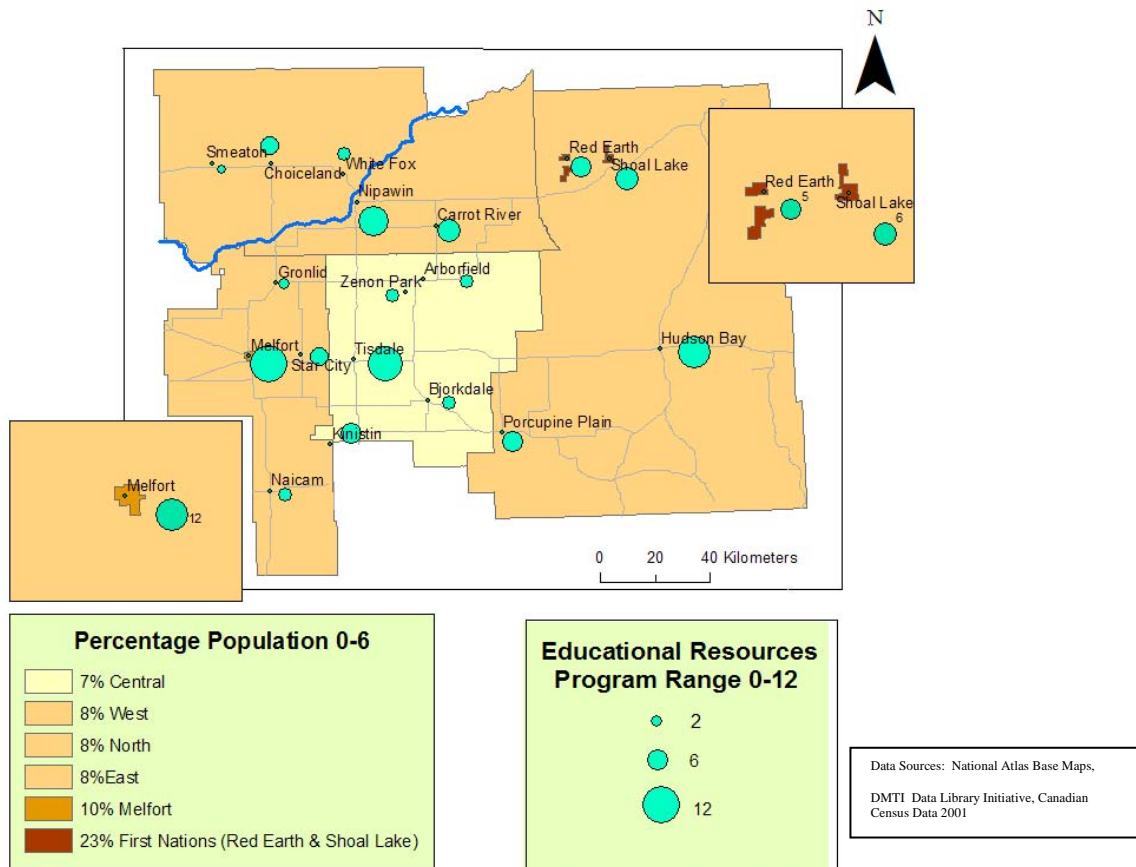 N
Smeaton
Choiceland
White Fox
Nipawin
Carrot River
Red Earth
Shoal Lake
Red Earth
5
Shoal Lake
6
Gronlid
Zenon Park
Arborfield
Melfort
Star City
Tisdale
Hudson Bay
Bjorkdale
Kinistin
Porcupine Plain
Naicam
Melfort
12
0 20 40 Kilometers
Percentage Population 0-6
7% Central
8% West
8% North
8%East
10% Melfort
23% First Nations (Red Earth & Shoal Lake)
Educational Resources
Program Range 0-12
2
6
12
Data Sources: National Atlas Base Maps,
DMTI Data Library Initiative, Canadian
Census Data 2001